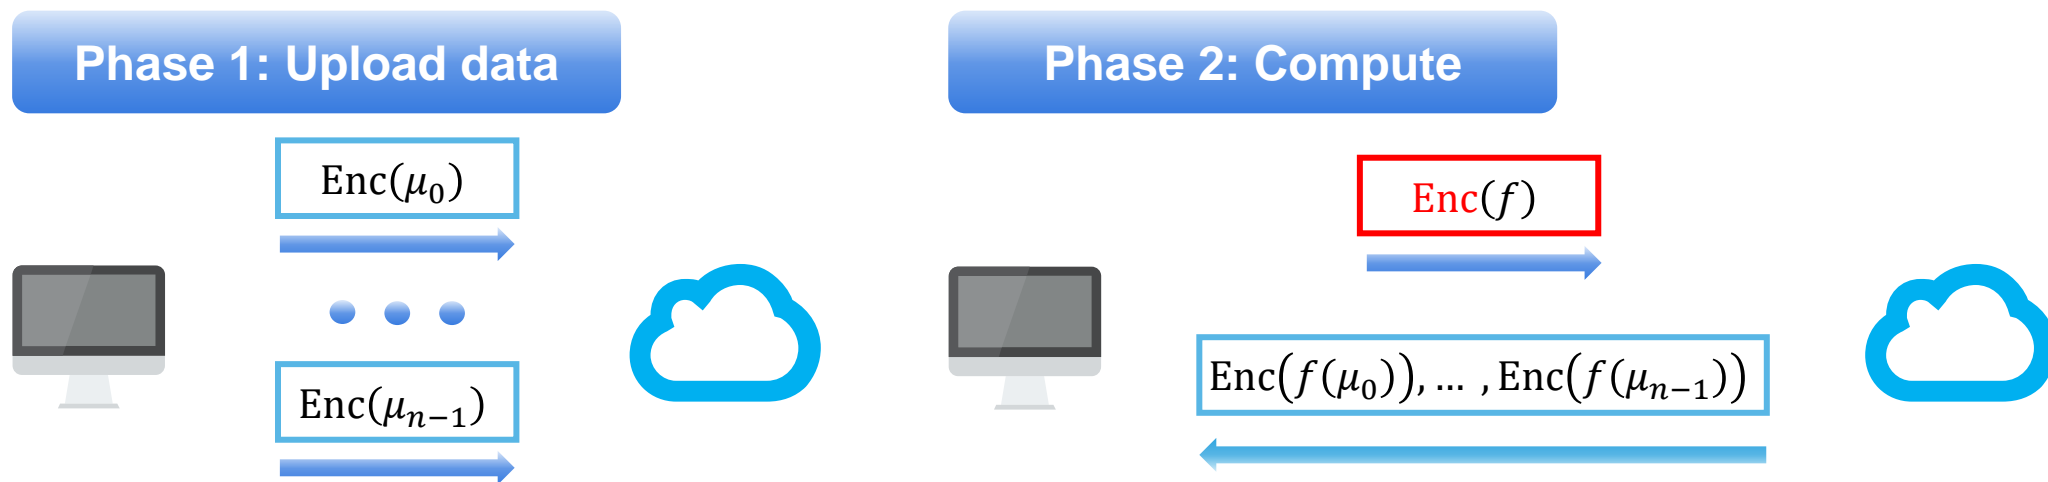 Phase 1: Upload data
Enc(μ₀)
• • •
Enc(μₙ₋₁)
Phase 2: Compute
Enc(f)
Enc(f(μ₀)), … , Enc(f(μₙ₋₁))